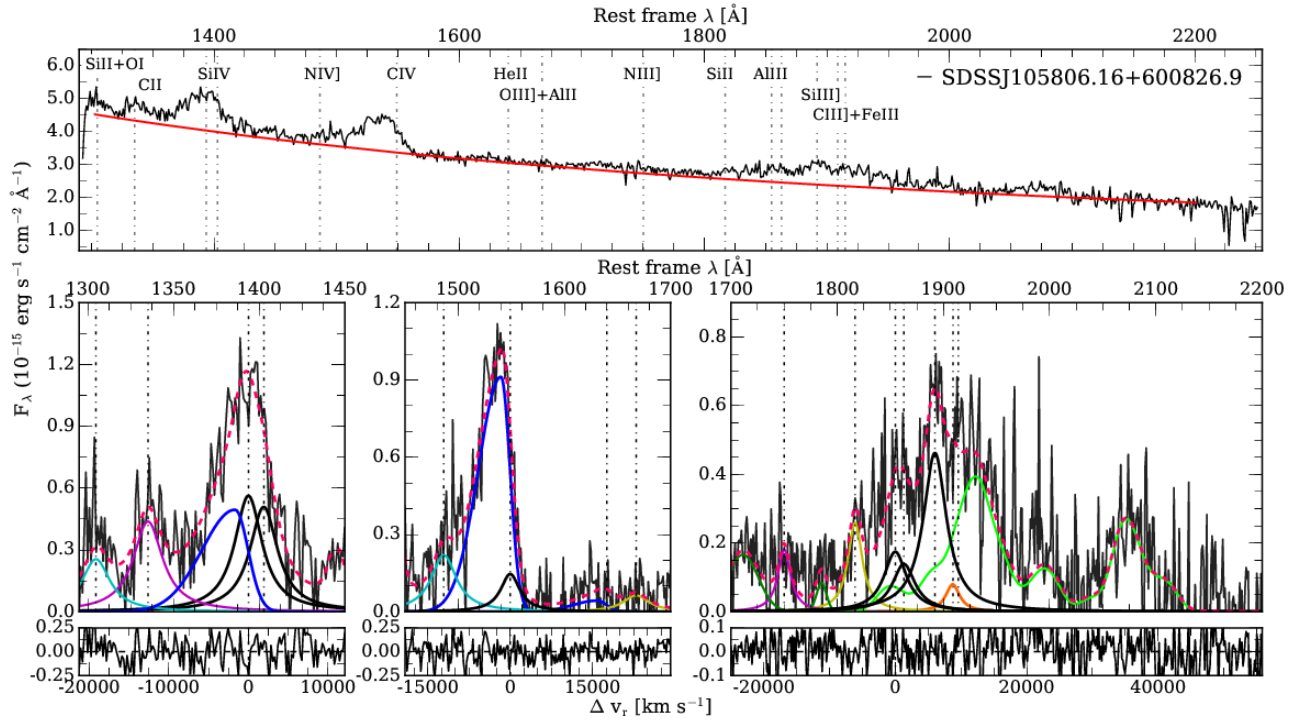 Rest frame λ [Å]
1400 1600 1800 2000 2200
6.0
5.0
4.0
3.0
2.0
1.0
SiII+OI
CII
SiIV
NIV]
CIV
HeII
OIII]+AlII
NIII]
SiII
AlIII
SiIII]
CIII]+FeIII
— SDSSJ105806.16+600826.9
F_λ (10⁻¹⁵ erg s⁻¹ cm⁻² Å⁻¹)
Rest frame λ [Å]
1300 1350 1400 1450
1.5
1.2
0.9
0.6
0.3
0.0
0.25
0.00
-0.25
-20000 -10000 0 10000
1500 1600 1700
1.2
0.9
0.6
0.3
0.0
0.25
0.00
-0.25
-15000 0 15000
1700 1800 1900 2000 2100 2200
0.8
0.6
0.4
0.2
0.0
0.1
0.0
-0.1
-20000 0 20000 40000
Δ v_r [km s⁻¹]